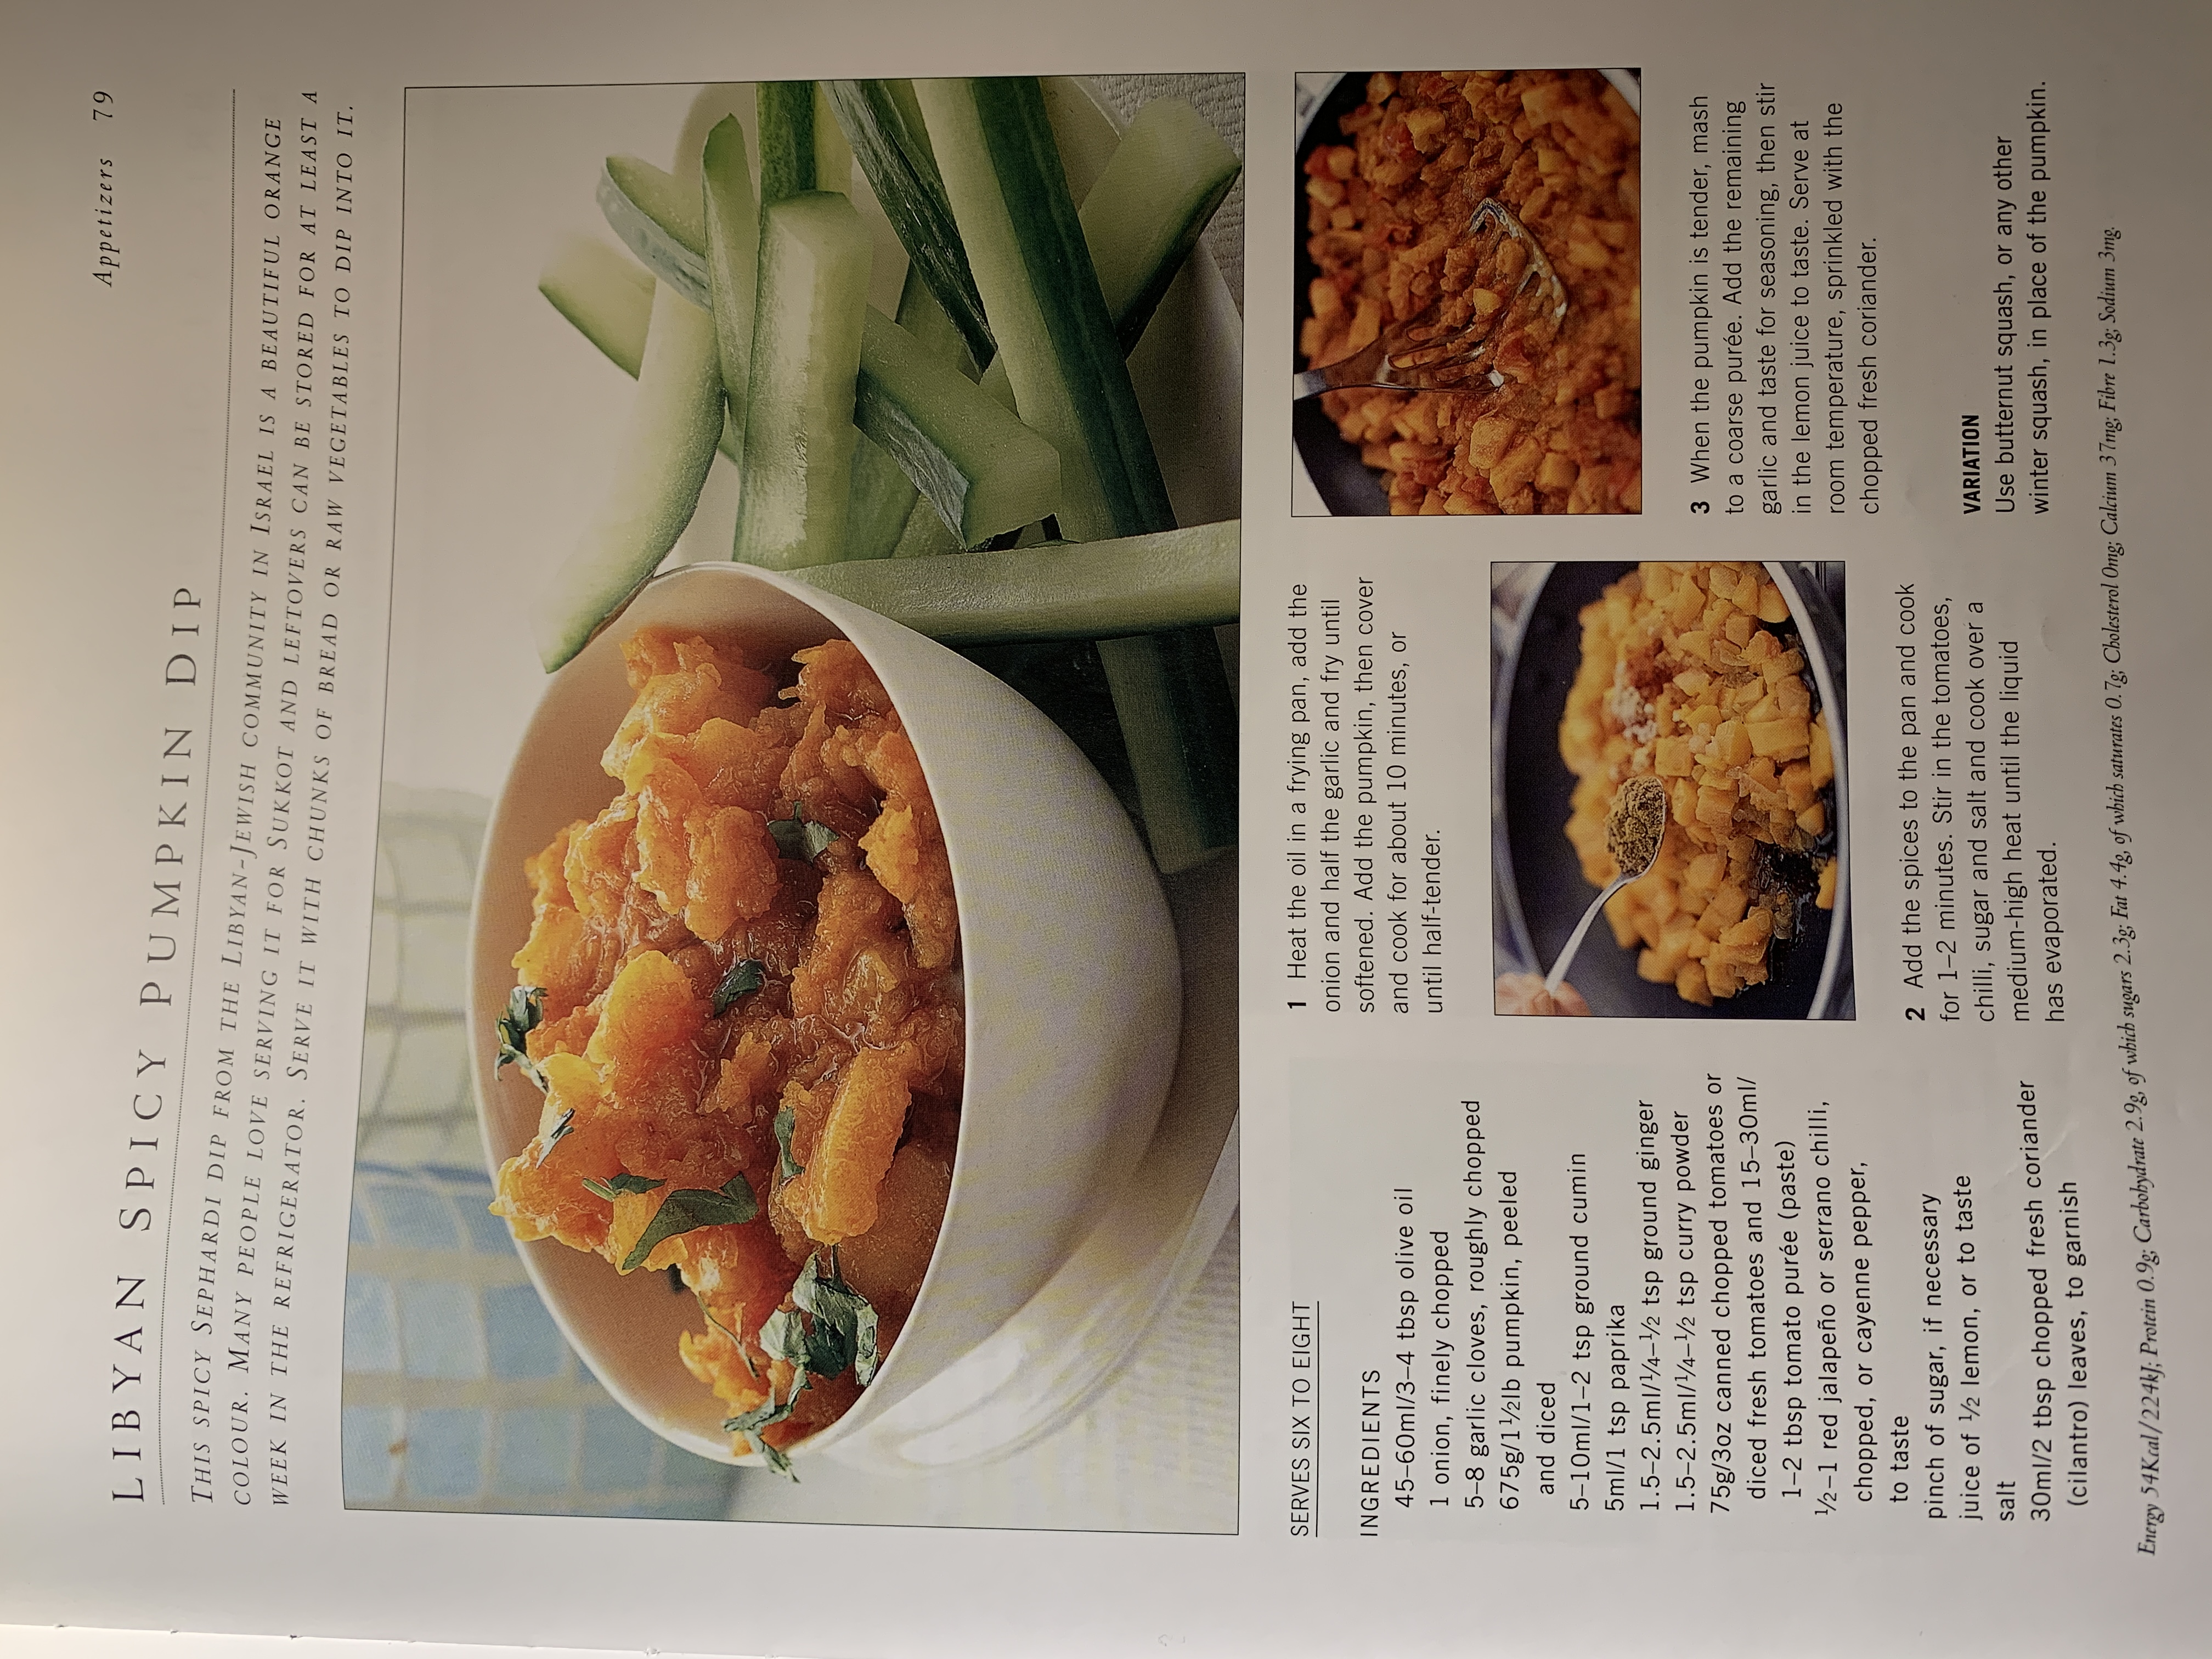 Appetizers 79
LIBYAN SPICY PUMPKIN DIP
THIS SPICY SEPHARDI DIP FROM THE LIBYAN-JEWISH COMMUNITY IN ISRAEL IS A BEAUTIFUL ORANGE
COLOUR. MANY PEOPLE LOVE SERVING IT FOR SUKKOT AND LEFTOVERS CAN BE STORED FOR AT LEAST A
WEEK IN THE REFRIGERATOR. SERVE IT WITH CHUNKS OF BREAD OR RAW VEGETABLES TO DIP INTO IT.
SERVES SIX TO EIGHT
INGREDIENTS
45–60ml/3–4 tbsp olive oil
1 onion, finely chopped
5–8 garlic cloves, roughly chopped
675g/1½lb pumpkin, peeled
and diced
5–10ml/1–2 tsp ground cumin
5ml/1 tsp paprika
1.5–2.5ml/¼–½ tsp ground ginger
1.5–2.5ml/¼–½ tsp curry powder
75g/3oz canned chopped tomatoes or
diced fresh tomatoes and 15–30ml/
1–2 tbsp tomato purée (paste)
½–1 red jalapeño or serrano chilli,
chopped, or cayenne pepper,
to taste
pinch of sugar, if necessary
juice of ½ lemon, or to taste
salt
30ml/2 tbsp chopped fresh coriander
(cilantro) leaves, to garnish
1 Heat the oil in a frying pan, add the
onion and half the garlic and fry until
softened. Add the pumpkin, then cover
and cook for about 10 minutes, or
until half-tender.
2 Add the spices to the pan and cook
for 1–2 minutes. Stir in the tomatoes,
chilli, sugar and salt and cook over a
medium-high heat until the liquid
has evaporated.
3 When the pumpkin is tender, mash
to a coarse purée. Add the remaining
garlic and taste for seasoning, then stir
in the lemon juice to taste. Serve at
room temperature, sprinkled with the
chopped fresh coriander.
VARIATION
Use butternut squash, or any other
winter squash, in place of the pumpkin.
Energy 54Kcal/224kJ; Protein 0.9g; Carbohydrate 2.9g, of which sugars 2.3g; Fat 4.4g, of which saturates 0.7g; Cholesterol 0mg; Calcium 37mg; Fibre 1.3g; Sodium 3mg.